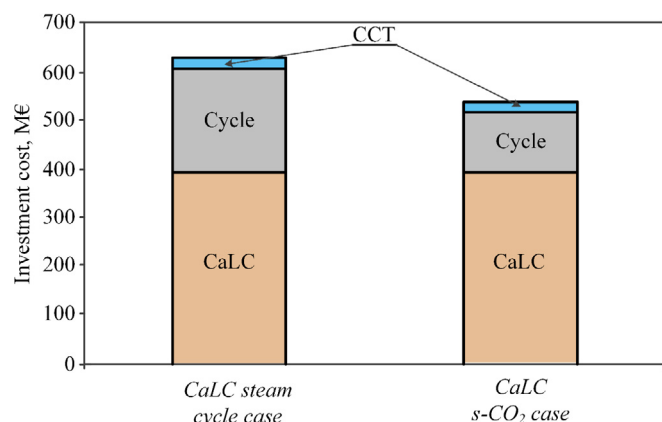 700
600
500
400
300
200
100
0
Investment cost, M€
CCT
Cycle
CaLC
Cycle
CaLC
CaLC steam
cycle case
CaLC
s-CO₂ case